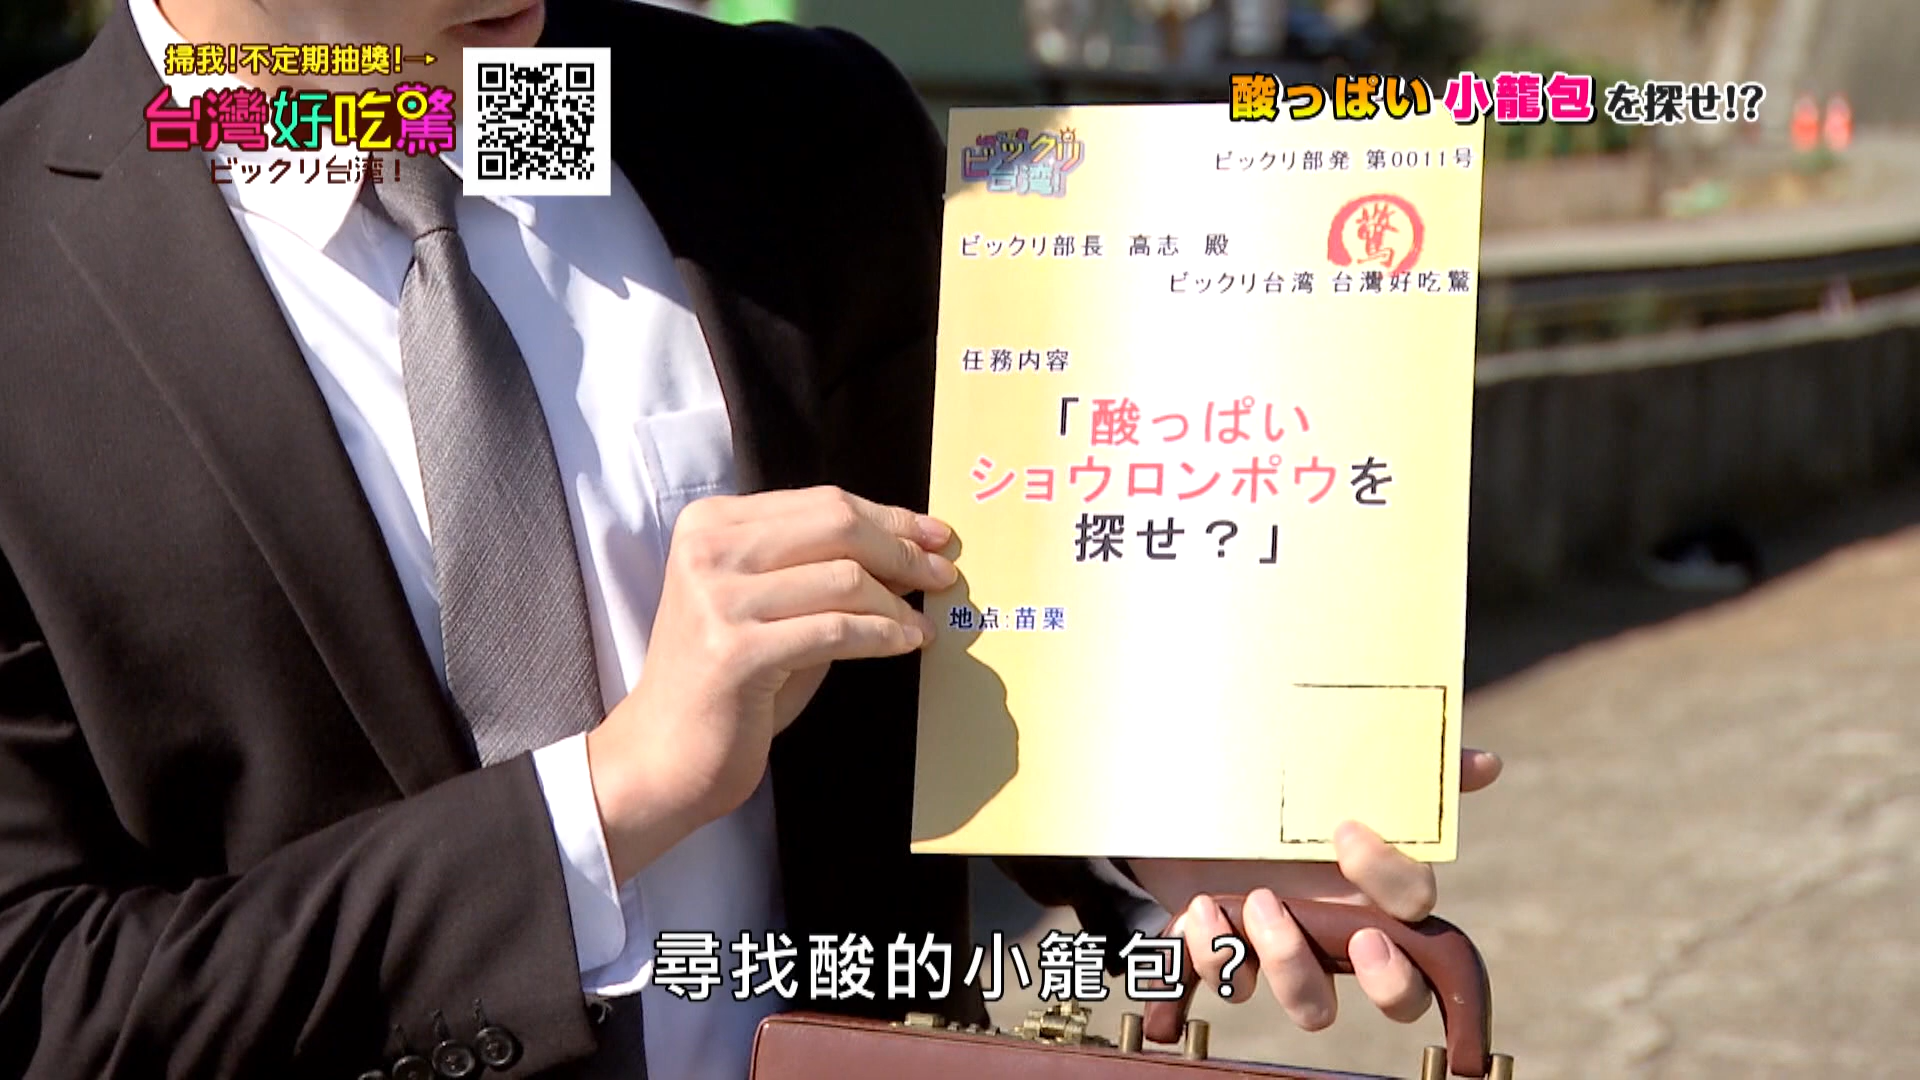 掃我!不定期抽獎!→
台灣好吃驚
ビックリ台湾!
酸っぱい小籠包を探せ!?
ビックリ台湾!
ビックリ部発 第0011号
驚
ビックリ部長 高志 殿
ビックリ台湾 台灣好吃驚
任務内容
「酸っぱい
ショウロンポウを
探せ?」
地点:苗栗
尋找酸的小籠包?